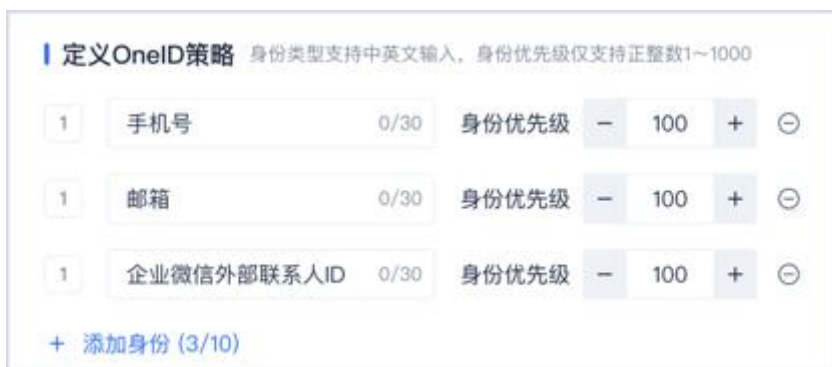 定义OneID策略 身份类型支持中英文输入，身份优先级仅支持正整数1～1000
1 手机号 0/30 身份优先级 － 100 +
1 邮箱 0/30 身份优先级 － 100 +
1 企业微信外部联系人ID 0/30 身份优先级 － 100 +
+ 添加身份 (3/10)